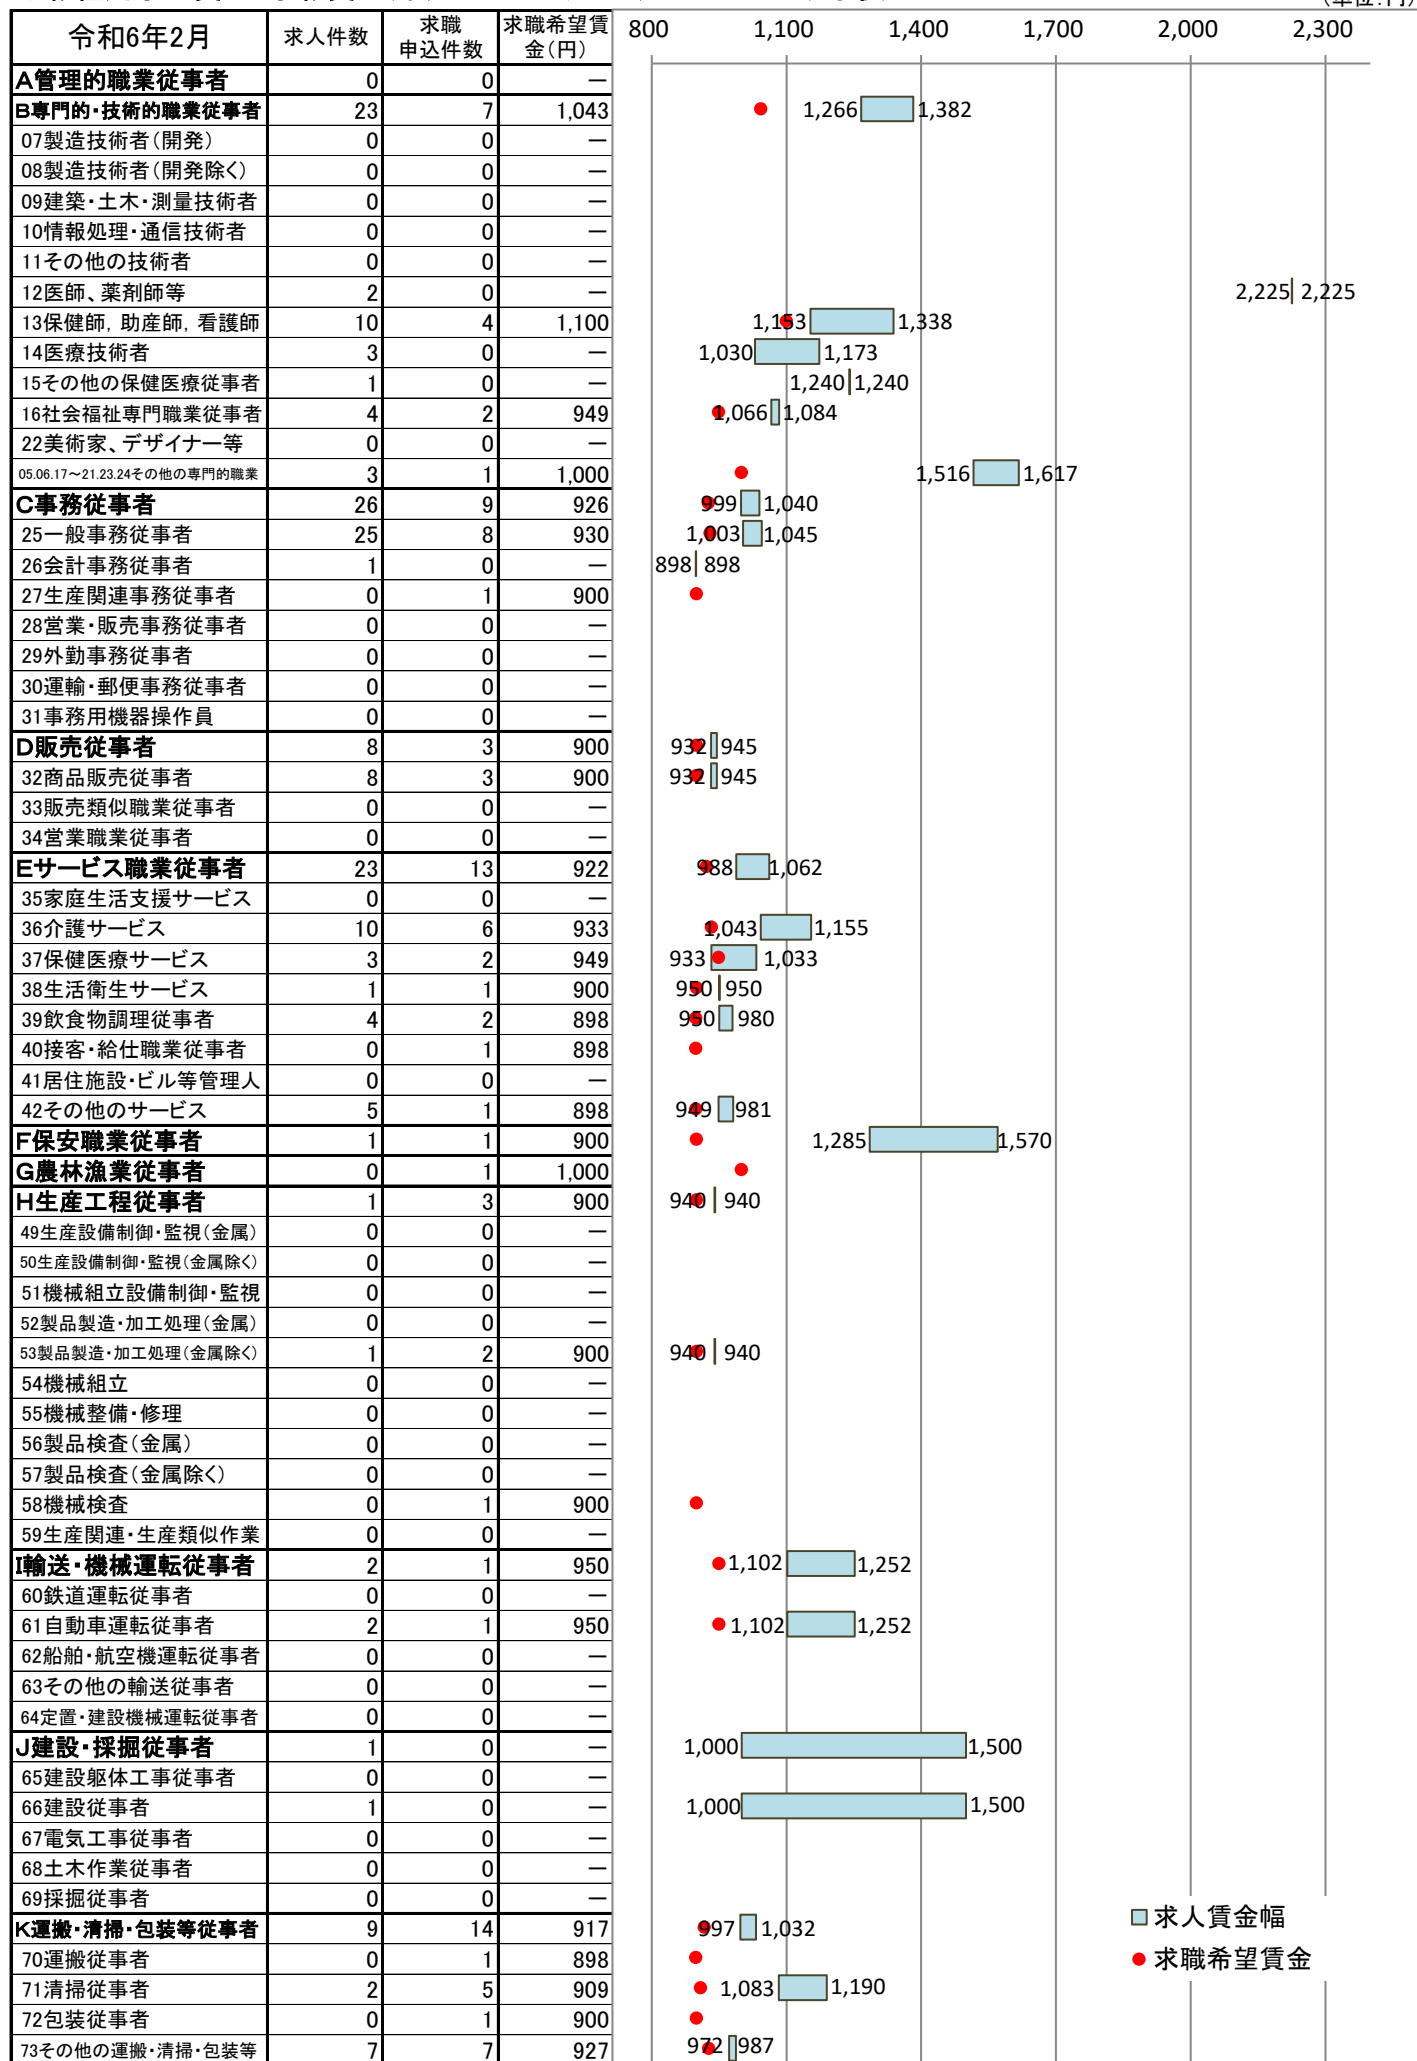 (単位:円)
令和6年2月 求人件数 求職申込件数 求職希望賃金(円) 800 1,100 1,400 1,700 2,000 2,300
A管理的職業従事者 0 0 ―
B専門的・技術的職業従事者 23 7 1,043 1,266 1,382
07製造技術者(開発) 0 0 ―
08製造技術者(開発除く) 0 0 ―
09建築・土木・測量技術者 0 0 ―
10情報処理・通信技術者 0 0 ―
11その他の技術者 0 0 ―
12医師、薬剤師等 2 0 ― 2,225 2,225
13保健師,助産師,看護師 10 4 1,100 1,153 1,338
14医療技術者 3 0 ― 1,030 1,173
15その他の保健医療従事者 1 0 ― 1,240 1,240
16社会福祉専門職業従事者 4 2 949 1,066 1,084
22美術家、デザイナー等 0 0 ―
05.06.17~21.23.24その他の専門的職業 3 1 1,000 1,516 1,617
C事務従事者 26 9 926 999 1,040
25一般事務従事者 25 8 930 1,003 1,045
26会計事務従事者 1 0 ― 898 898
27生産関連事務従事者 0 1 900
28営業・販売事務従事者 0 0 ―
29外勤事務従事者 0 0 ―
30運輸・郵便事務従事者 0 0 ―
31事務用機器操作員 0 0 ―
D販売従事者 8 3 900 932 945
32商品販売従事者 8 3 900 932 945
33販売類似職業従事者 0 0 ―
34営業職業従事者 0 0 ―
Eサービス職業従事者 23 13 922 988 1,062
35家庭生活支援サービス 0 0 ―
36介護サービス 10 6 933 1,043 1,155
37保健医療サービス 3 2 949 933 1,033
38生活衛生サービス 1 1 900 950 950
39飲食物調理従事者 4 2 898 950 980
40接客・給仕職業従事者 0 1 898
41居住施設・ビル等管理人 0 0 ―
42その他のサービス 5 1 898 949 981
F保安職業従事者 1 1 900 1,285 1,570
G農林漁業従事者 0 1 1,000
H生産工程従事者 1 3 900 940 940
49生産設備制御・監視(金属) 0 0 ―
50生産設備制御・監視(金属除く) 0 0 ―
51機械組立設備制御・監視 0 0 ―
52製品製造・加工処理(金属) 0 0 ―
53製品製造・加工処理(金属除く) 1 2 900 940 940
54機械組立 0 0 ―
55機械整備・修理 0 0 ―
56製品検査(金属) 0 0 ―
57製品検査(金属除く) 0 0 ―
58機械検査 0 1 900
59生産関連・生産類似作業 0 0 ―
I輸送・機械運転従事者 2 1 950 1,102 1,252
60鉄道運転従事者 0 0 ―
61自動車運転従事者 2 1 950 1,102 1,252
62船舶・航空機運転従事者 0 0 ―
63その他の輸送従事者 0 0 ―
64定置・建設機械運転従事者 0 0 ―
J建設・採掘従事者 1 0 ― 1,000 1,500
65建設躯体工事従事者 0 0 ―
66建設従事者 1 0 ― 1,000 1,500
67電気工事従事者 0 0 ―
68土木作業従事者 0 0 ―
69採掘従事者 0 0 ―
K運搬・清掃・包装等従事者 9 14 917 997 1,032 求人賃金幅
70運搬従事者 0 1 898 求職希望賃金
71清掃従事者 2 5 909 1,083 1,190
72包装従事者 0 1 900
73その他の運搬・清掃・包装等 7 7 927 972 987